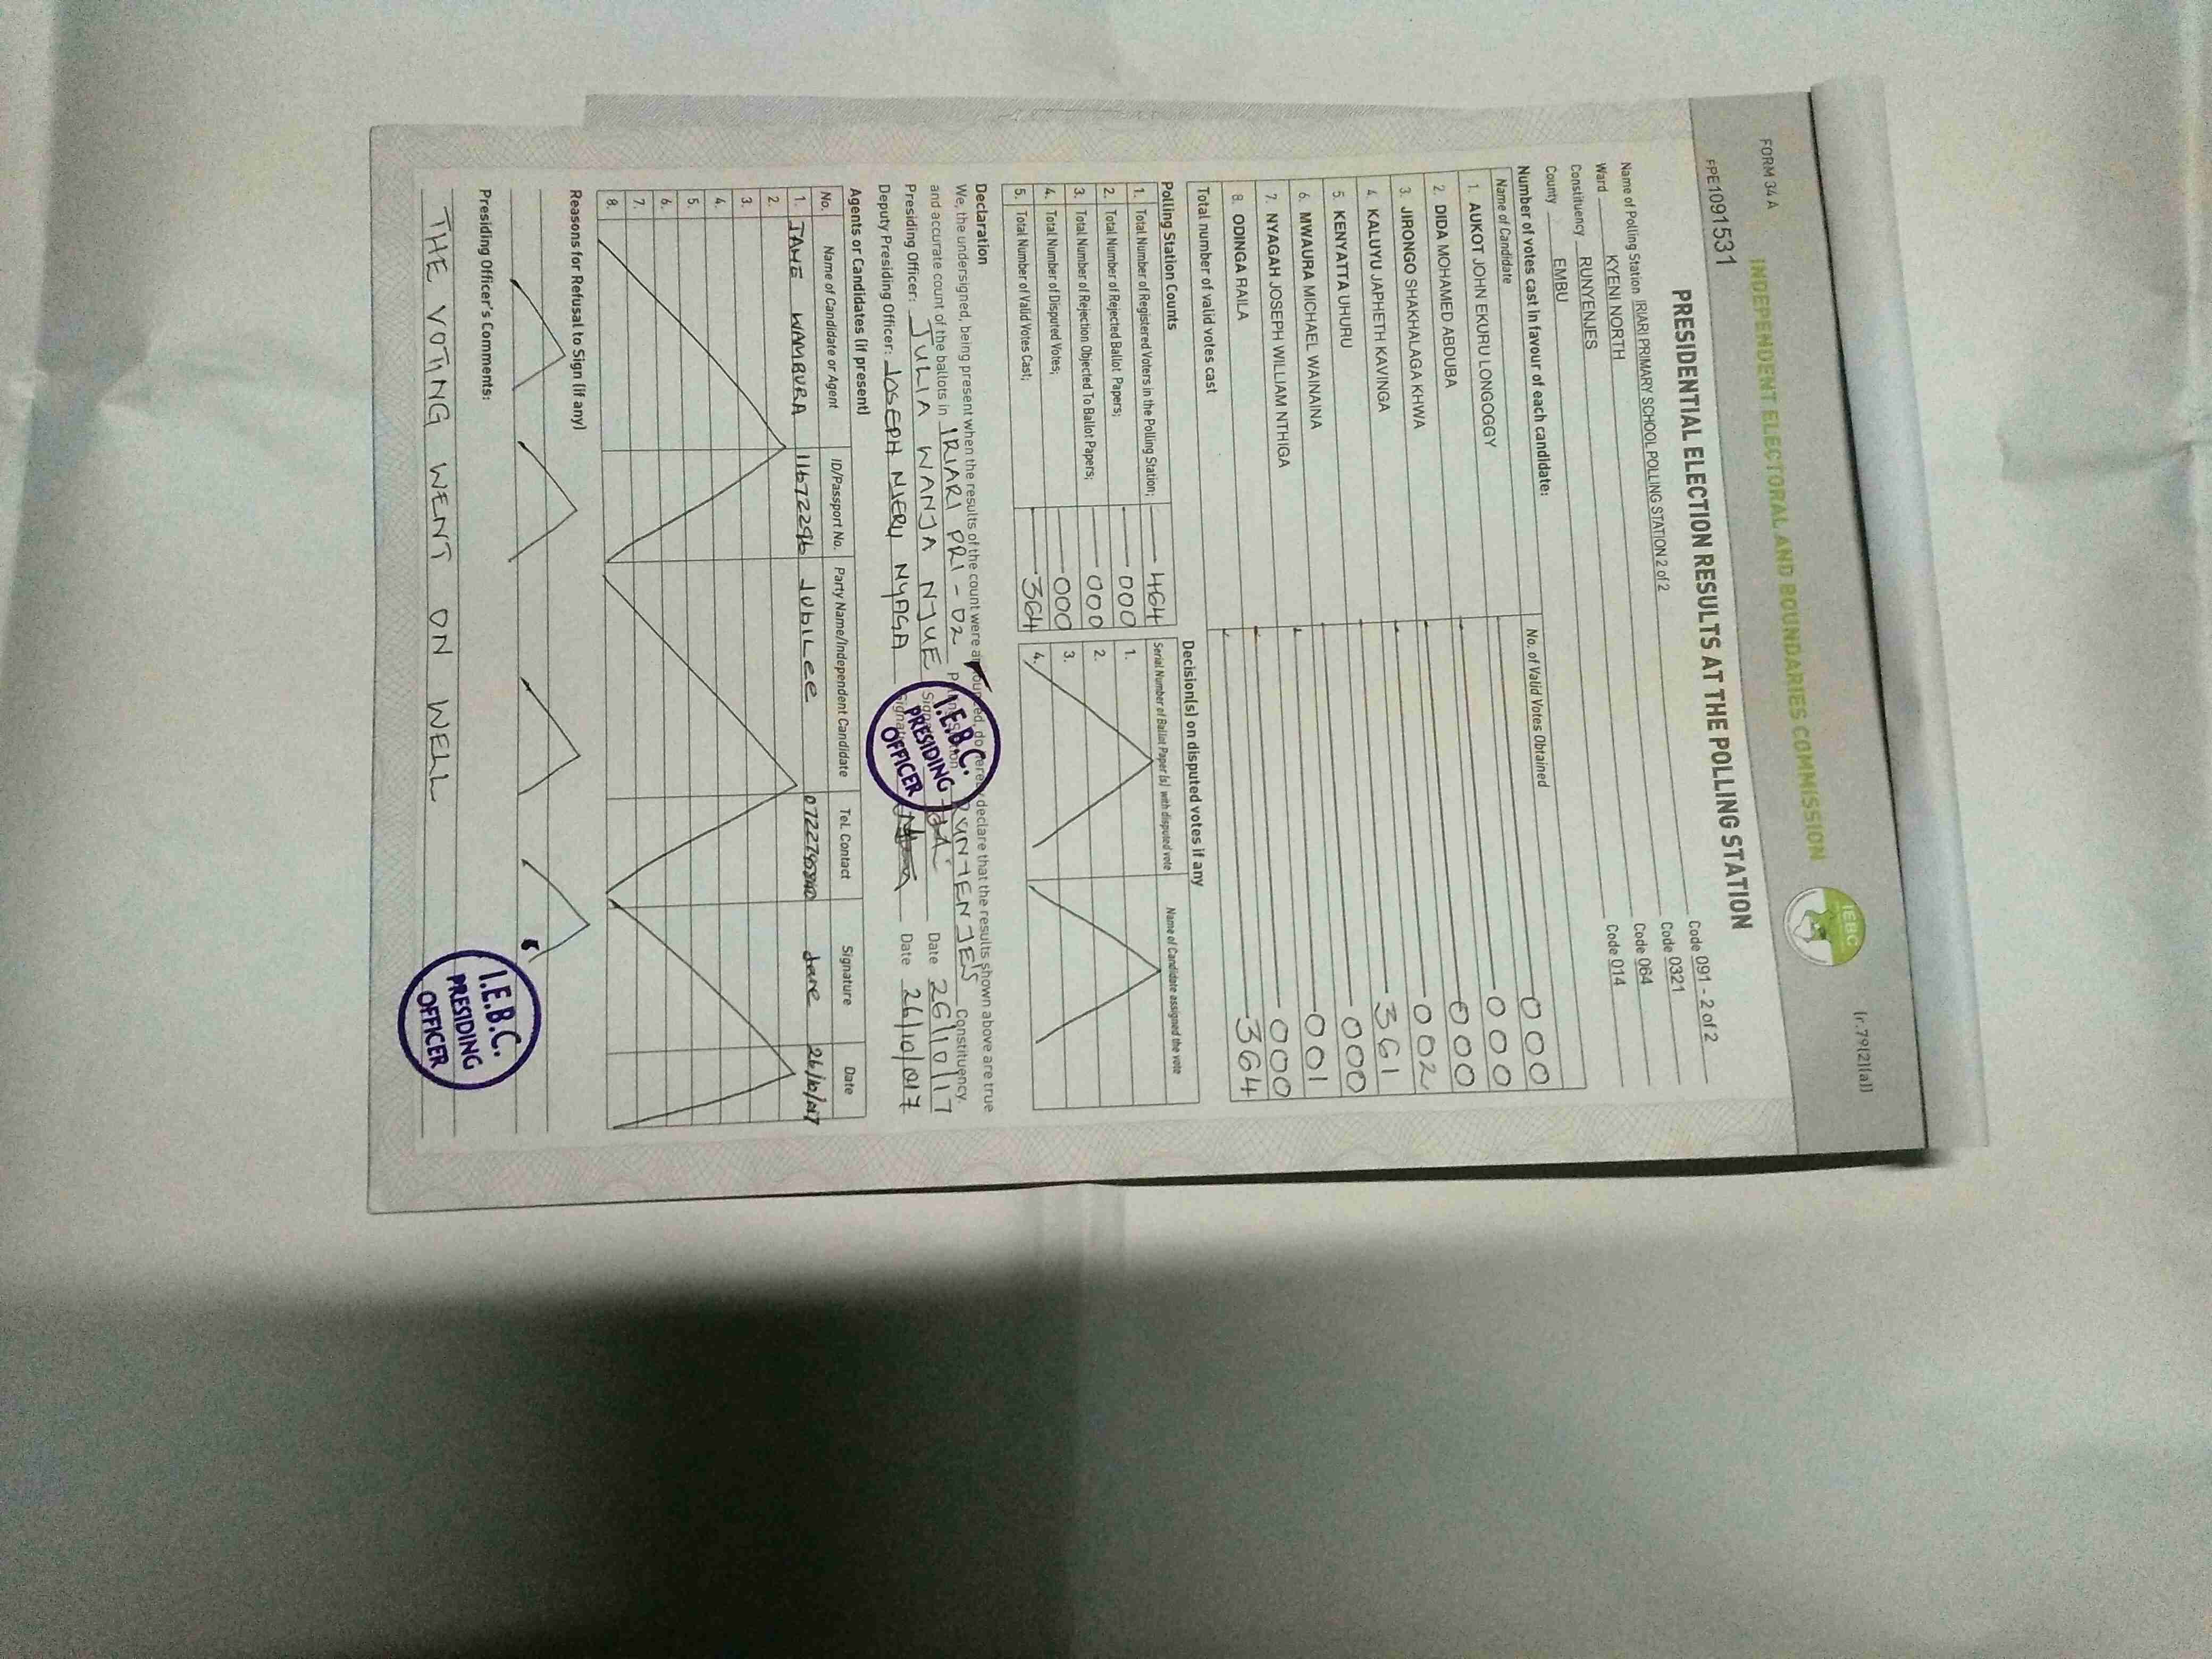 FORM 34 A
(r.79(2)(a))
INDEPENDENT ELECTORAL AND BOUNDARIES COMMISSION
IEBC
FPE1091531
PRESIDENTIAL ELECTION RESULTS AT THE POLLING STATION
Name of Polling Station IRIARI PRIMARY SCHOOL POLLING STATION 2 of 2 Code 091 - 2 of 2
Ward KYENI NORTH Code 0321
Constituency RUNYENJES Code 064
County EMBU Code 014
Number of votes cast in favour of each candidate:
Name of Candidate No. of Valid Votes Obtained
1. AUKOT JOHN EKURU LONGOGGY 000
2. DIDA MOHAMED ABDUBA 000
3. JIRONGO SHAKHALAGA KHWA 000
4. KALUYU JAPHETH KAVINGA 002
5. KENYATTA UHURU 361
6. MWAURA MICHAEL WAINAINA 000
7. NYAGAH JOSEPH WILLIAM NTHIGA 001
8. ODINGA RAILA 000
Total number of valid votes cast 364
Polling Station Counts
1. Total Number of Registered Voters in the Polling Station; 464
2. Total Number of Rejected Ballot Papers; 000
3. Total Number of Rejection Objected To Ballot Papers; 000
4. Total Number of Disputed Votes; 000
5. Total Number of Valid Votes Cast; 364
Decision(s) on disputed votes if any
Serial Number of Ballot Paper (s) with disputed vote Name of Candidate assigned the vote
1.
2.
3.
4.
Declaration
We, the undersigned, being present when the results of the count were announced, do hereby declare that the results shown above are true
and accurate count of the ballots in IRIARI PRI - 02 Polling Station RUNYENJES Constituency.
Presiding Officer: JULIA WANJA NJUE Signature Date 26/10/17
Deputy Presiding Officer: JOSEPH NJERU NYAGA Signature Date 26/10/017
I.E.B.C.
PRESIDING
OFFICER
Agents or Candidates (if present)
No. Name of Candidate or Agent ID/Passport No. Party Name/Independent Candidate Tel. Contact Signature Date
1. JANE WAMBURA 11672296 Jubilee Jane
2.
3.
4.
5.
6.
7.
8.
Reasons for Refusal to Sign (if any)
Presiding Officer's Comments:
THE VOTING WENT ON WELL
I.E.B.C.
PRESIDING
OFFICER